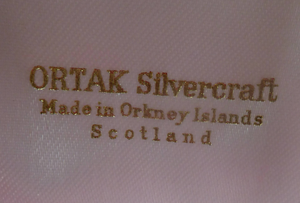 ORTAK Silvercraft
Made in Orkney Islands
Scotland